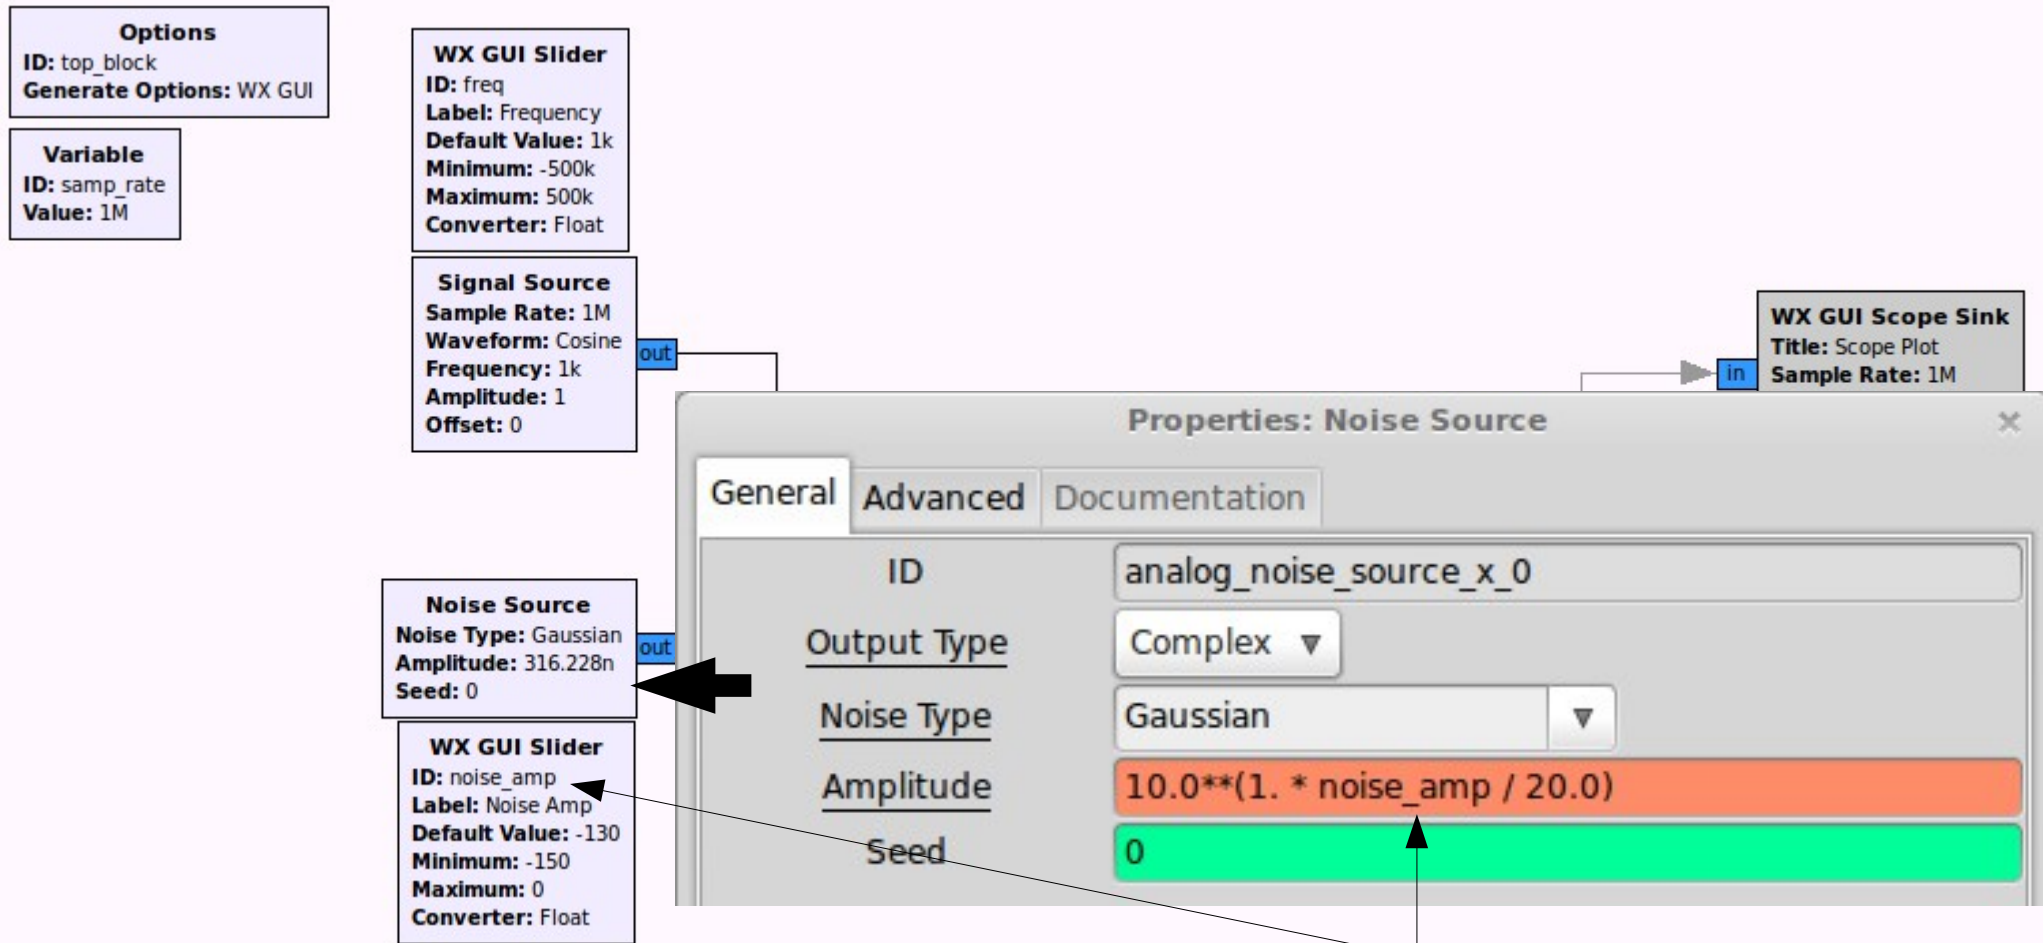 Options
ID: top_block
Generate Options: WX GUI
Variable
ID: samp_rate
Value: 1M
WX GUI Slider
ID: freq
Label: Frequency
Default Value: 1k
Minimum: -500k
Maximum: 500k
Converter: Float
Signal Source
Sample Rate: 1M
Waveform: Cosine
Frequency: 1k
Amplitude: 1
Offset: 0
out
WX GUI Scope Sink
Title: Scope Plot
Sample Rate: 1M
in
Noise Source
Noise Type: Gaussian
Amplitude: 316.228n
Seed: 0
out
WX GUI Slider
ID: noise_amp
Label: Noise Amp
Default Value: -130
Minimum: -150
Maximum: 0
Converter: Float
Properties: Noise Source
General Advanced Documentation
ID analog_noise_source_x_0
Output Type Complex
Noise Type Gaussian
Amplitude 10.0**(1. * noise_amp / 20.0)
Seed 0